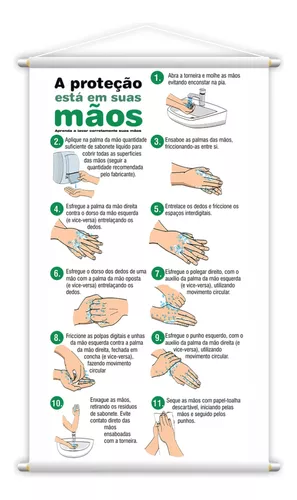 A proteção
está em suas
mãos
Aprenda a lavar corretamente suas mãos
1. Abra a torneira e molhe as mãos
evitando enconstar na pia.
2. Aplique na palma da mão quantidade
suficiente de sabonete líquido para
cobrir todas as superfícies
das mãos (seguir a
quantidade recomendada
pelo fabricante).
3. Ensaboe as palmas das mãos,
friccionando-as entre si.
4. Esfregue a palma da mão direita
contra o dorso da mão esquerda
(e vice-versa) entrelaçando os
dedos.
5. Entrelace os dedos e friccione os
espaços interdigitais.
6. Esfregue o dorso dos dedos de uma
mão com a palma da mão oposta
(e vice-versa) entrelaçando os
dedos.
7. Esfregue o polegar direito, com o
auxílio da palma da mão esquerda
(e vice-versa), utilizando
movimento circular.
8. Friccione as polpas digitais e unhas
da mão esquerda contra a palma
da mão direita, fechada em
concha (e vice-versa),
fazendo movimento
circular
9. Esfregue o punho esquerdo, com o
auxílio da palma da mão direita (e
vice-versa), utilizando
movimento circular.
10. Enxague as mãos,
retirando os resíduos
de sabonete. Evite
contato direto das
mãos
ensaboadas
com a torneira.
11. Seque as mãos com papel-toalha
descartável, iniciando pelas
mãos e seguido pelos
punhos.